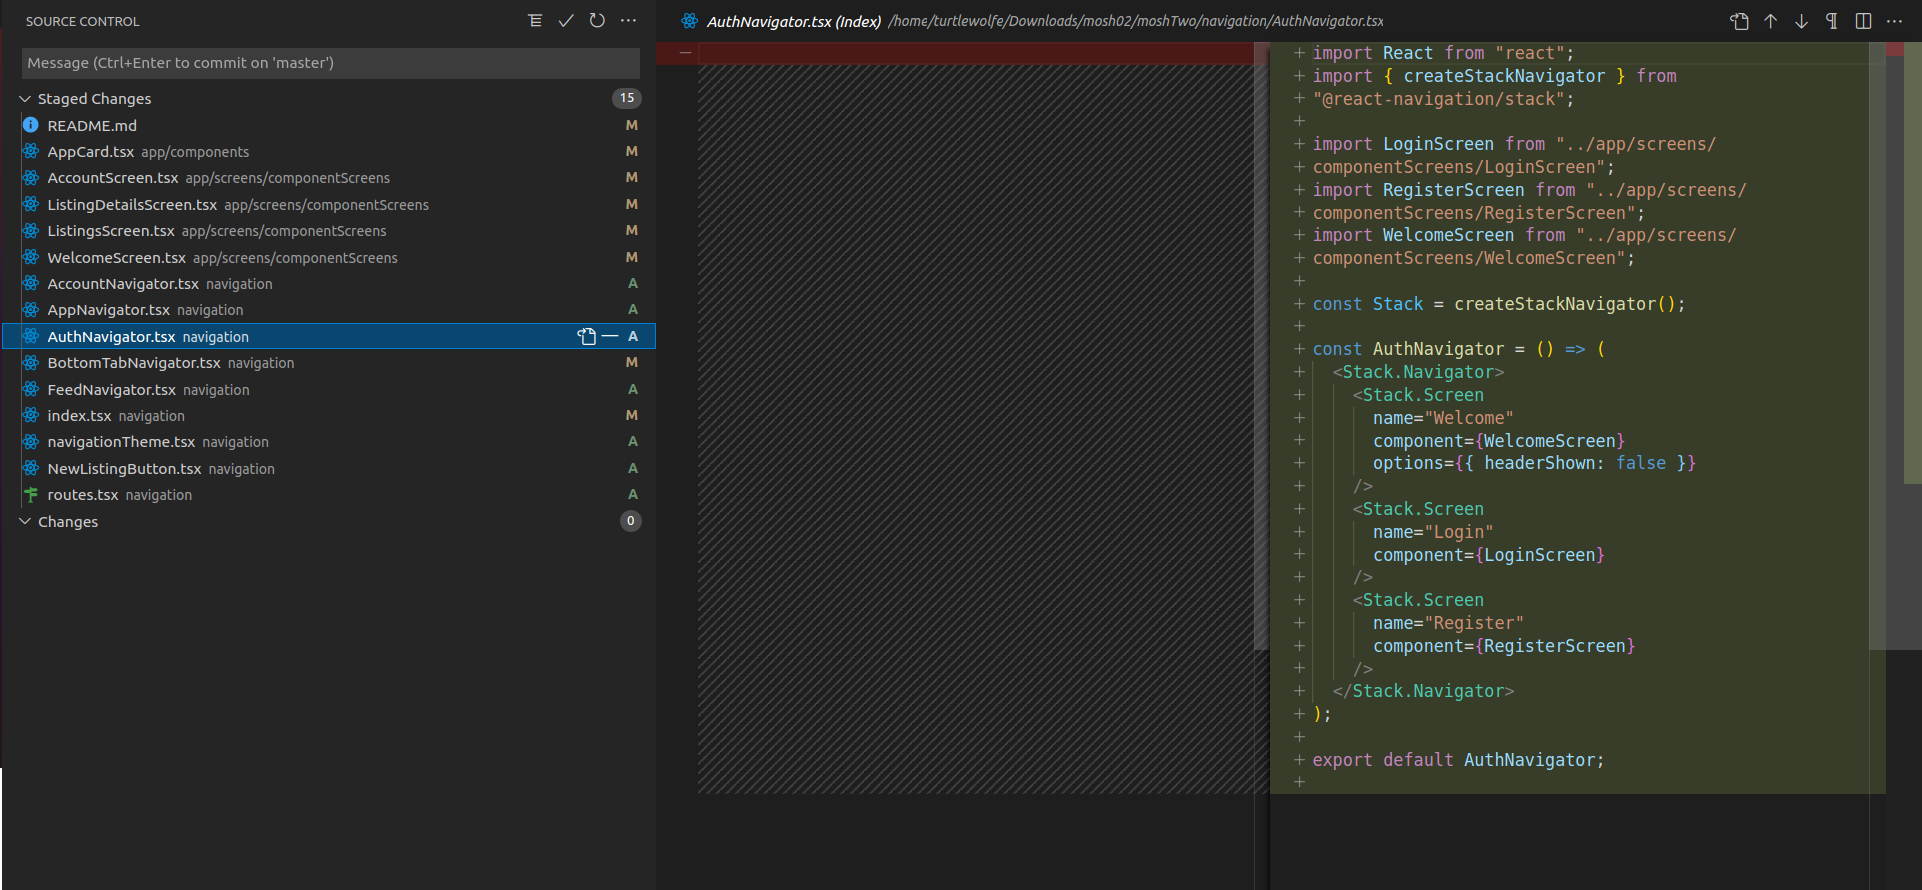 SOURCE CONTROL
Message (Ctrl+Enter to commit on 'master')
Staged Changes 15
README.md M
AppCard.tsx app/components M
AccountScreen.tsx app/screens/componentScreens M
ListingDetailsScreen.tsx app/screens/componentScreens M
ListingsScreen.tsx app/screens/componentScreens M
WelcomeScreen.tsx app/screens/componentScreens M
AccountNavigator.tsx navigation A
AppNavigator.tsx navigation A
AuthNavigator.tsx navigation A
BottomTabNavigator.tsx navigation M
FeedNavigator.tsx navigation A
index.tsx navigation M
navigationTheme.tsx navigation A
NewListingButton.tsx navigation A
routes.tsx navigation A
Changes 0
AuthNavigator.tsx (Index) /home/turtlewolfe/Downloads/mosh02/moshTwo/navigation/AuthNavigator.tsx
—
+ import React from "react";
+ import { createStackNavigator } from
+ "@react-navigation/stack";
+
+ import LoginScreen from "../app/screens/
+ componentScreens/LoginScreen";
+ import RegisterScreen from "../app/screens/
+ componentScreens/RegisterScreen";
+ import WelcomeScreen from "../app/screens/
+ componentScreens/WelcomeScreen";
+
+ const Stack = createStackNavigator();
+
+ const AuthNavigator = () => (
+   <Stack.Navigator>
+     <Stack.Screen
+       name="Welcome"
+       component={WelcomeScreen}
+       options={{ headerShown: false }}
+     />
+     <Stack.Screen
+       name="Login"
+       component={LoginScreen}
+     />
+     <Stack.Screen
+       name="Register"
+       component={RegisterScreen}
+     />
+   </Stack.Navigator>
+ );
+
+ export default AuthNavigator;
+